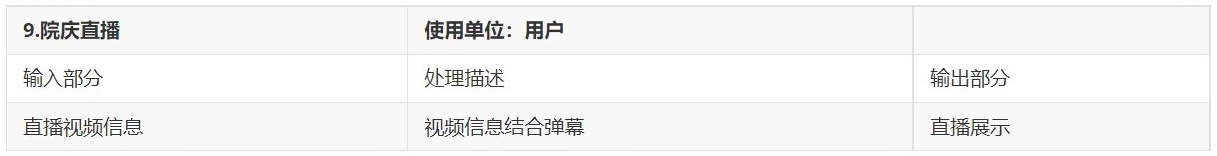 9.院庆直播 使用单位：用户
输入部分 处理描述 输出部分
直播视频信息 视频信息结合弹幕 直播展示